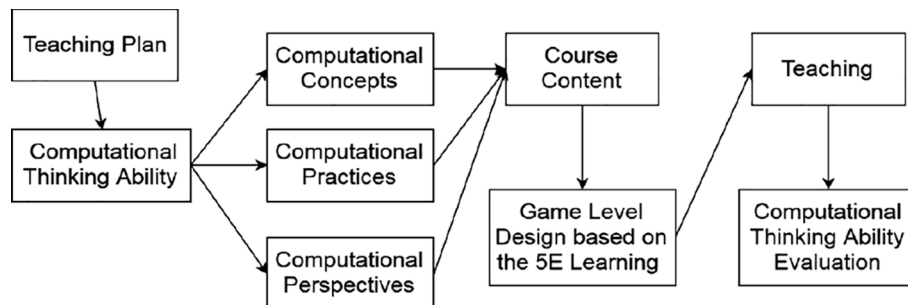 Teaching Plan
Computational
Thinking Ability
Computational
Concepts
Computational
Practices
Computational
Perspectives
Course
Content
Game Level
Design based on
the 5E Learning
Teaching
Computational
Thinking Ability
Evaluation